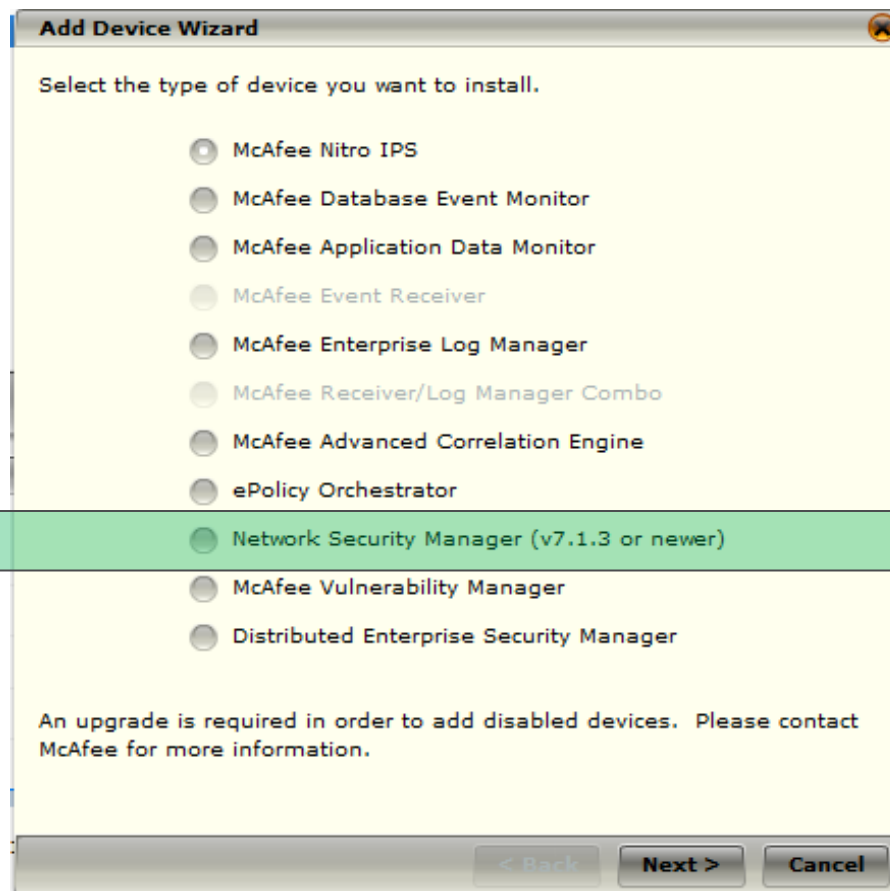 Add Device Wizard
Select the type of device you want to install.
McAfee Nitro IPS
McAfee Database Event Monitor
McAfee Application Data Monitor
McAfee Event Receiver
McAfee Enterprise Log Manager
McAfee Receiver/Log Manager Combo
McAfee Advanced Correlation Engine
ePolicy Orchestrator
Network Security Manager (v7.1.3 or newer)
McAfee Vulnerability Manager
Distributed Enterprise Security Manager
An upgrade is required in order to add disabled devices.  Please contact
McAfee for more information.
< Back Next > Cancel